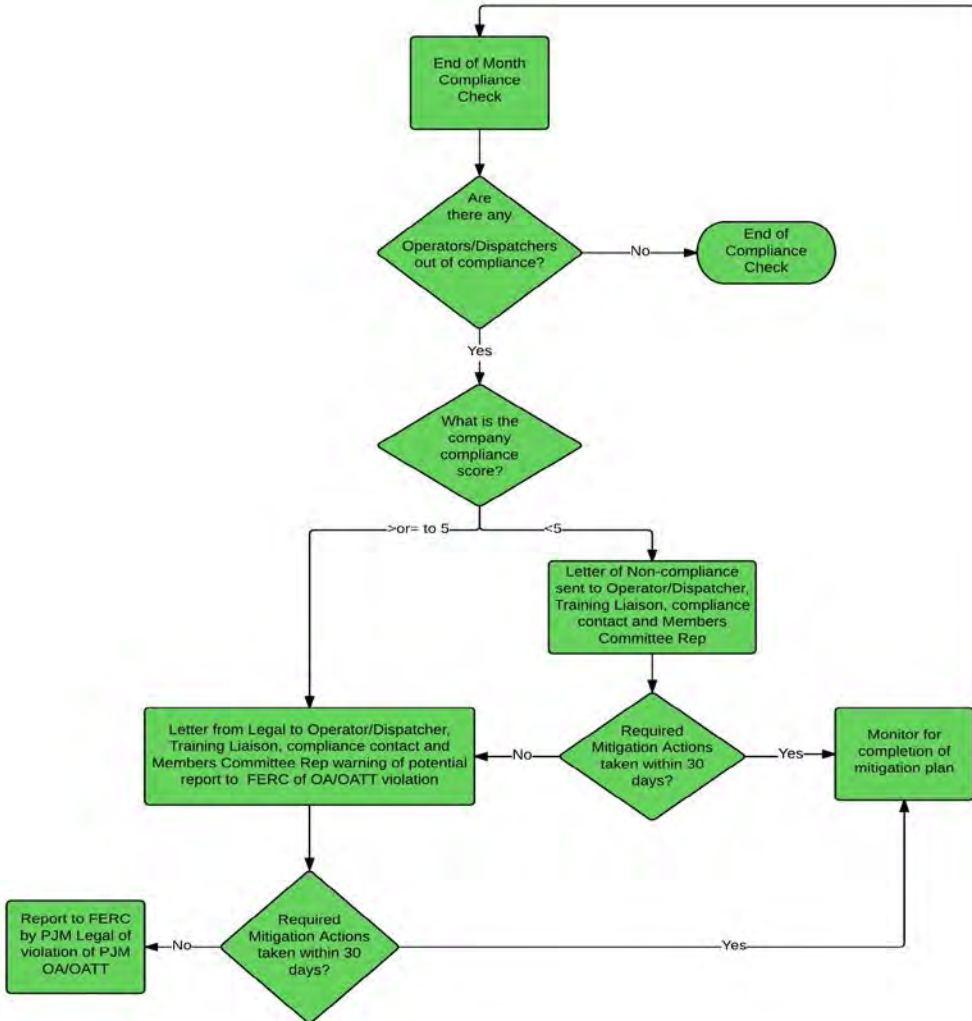 End of Month
Compliance
Check
Are
there any
Operators/Dispatchers
out of compliance?
No
End of
Compliance
Check
Yes
What is the
company
compliance
score?
>or= to 5
<5
Letter of Non-compliance
sent to Operator/Dispatcher,
Training Liaison, compliance
contact and Members
Committee Rep
Letter from Legal to Operator/Dispatcher,
Training Liaison, compliance contact and
Members Committee Rep warning of potential
report to FERC of OA/OATT violation
No
Required
Mitigation Actions
taken within 30
days?
Yes
Monitor for
completion of
mitigation plan
Report to FERC
by PJM Legal of
violation of PJM
OA/OATT
No
Required
Mitigation Actions
taken within 30
days?
Yes